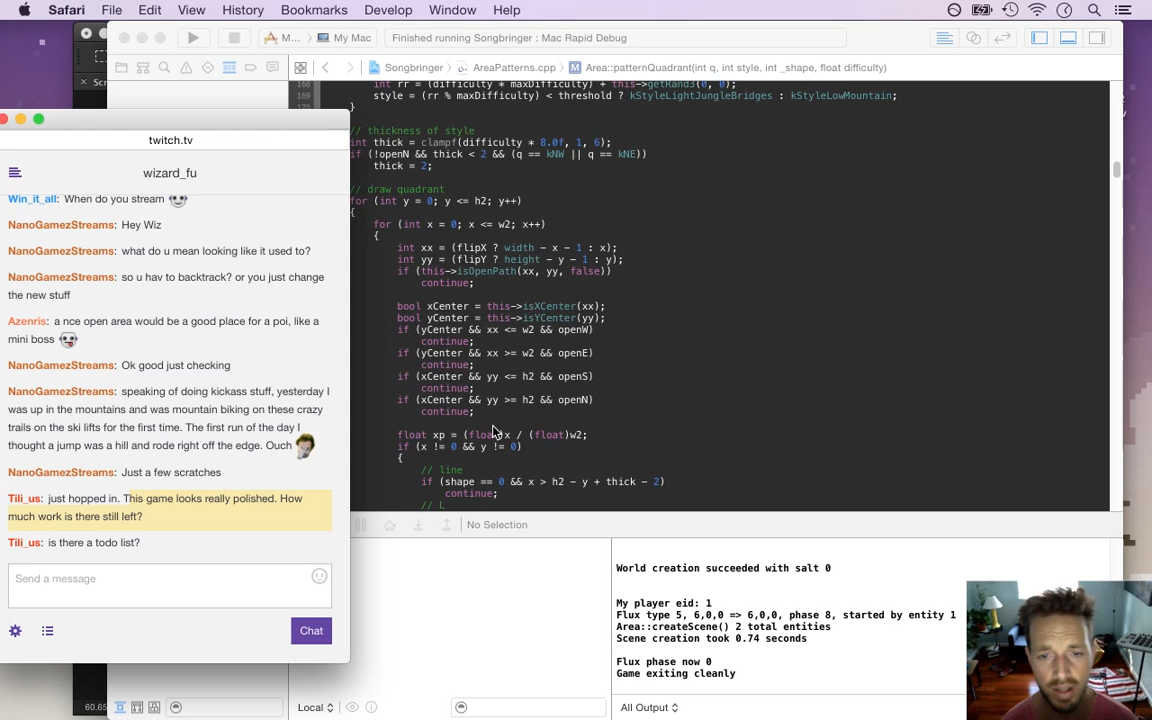 Safari File Edit View History Bookmarks Develop Window Help
M... My Mac Finished running Songbringer : Mac Rapid Debug
Songbringer AreaPatterns.cpp M Area::patternQuadrant(int q, int style, int _shape, float difficulty)
twitch.tv
wizard_fu
Win_it_all: When do you stream
NanoGamezStreams: Hey Wiz
NanoGamezStreams: what do u mean looking like it used to?
NanoGamezStreams: so u hav to backtrack? or you just change
the new stuff
Azenris: a nce open area would be a good place for a poi, like a
mini boss
NanoGamezStreams: Ok good just checking
NanoGamezStreams: speaking of doing kickass stuff, yesterday I
was up in the mountains and was mountain biking on these crazy
trails on the ski lifts for the first time. The first run of the day I
thought a jump was a hill and rode right off the edge. Ouch
NanoGamezStreams: Just a few scratches
Tili_us: just hopped in. This game looks really polished. How
much work is there still left?
Tili_us: is there a todo list?
Send a message
Chat
168 int rr = (difficulty * maxDifficulty) + this->getRand3(0, 0);
169 style = (rr % maxDifficulty) < threshold ? kStyleLightJungleBridges : kStyleLowMountain;
170 }
// thickness of style
int thick = clampf(difficulty * 8.0f, 1, 6);
if (!openN && thick < 2 && (q == kNW || q == kNE))
thick = 2;
// draw quadrant
for (int y = 0; y <= h2; y++)
{
for (int x = 0; x <= w2; x++)
{
int xx = (flipX ? width - x - 1 : x);
int yy = (flipY ? height - y - 1 : y);
if (this->isOpenPath(xx, yy, false))
continue;
bool xCenter = this->isXCenter(xx);
bool yCenter = this->isYCenter(yy);
if (yCenter && xx <= w2 && openW)
continue;
if (yCenter && xx >= w2 && openE)
continue;
if (xCenter && yy <= h2 && openS)
continue;
if (xCenter && yy >= h2 && openN)
continue;
float xp = (float)x / (float)w2;
if (x != 0 && y != 0)
{
// line
if (shape == 0 && x > h2 - y + thick - 2)
continue;
// L
No Selection
World creation succeeded with salt 0
My player eid: 1
Flux type 5, 6,0,0 => 6,0,0, phase 8, started by entity 1
Area::createScene() 2 total entities
Scene creation took 0.74 seconds
Flux phase now 0
Game exiting cleanly
60.65
Local
All Output